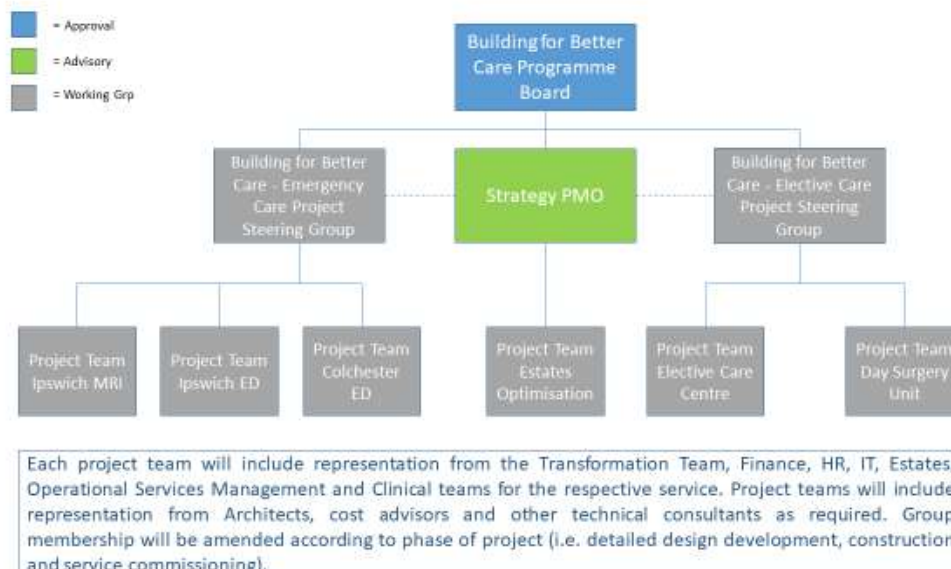 = Approval
= Advisory
= Working Grp
Building for Better
Care Programme
Board
Building for Better
Care - Emergency
Care Project
Steering Group
Strategy PMO
Building for Better
Care - Elective Care
Project Steering
Group
Project Team
Ipswich MRI
Project Team
Ipswich ED
Project Team
Colchester
ED
Project Team
Estates
Optimisation
Project Team
Elective Care
Centre
Project Team
Day Surgery
Unit
Each project team will include representation from the Transformation Team, Finance, HR, IT, Estates
Operational Services Management and Clinical teams for the respective service. Project teams will include
representation from Architects, cost advisors and other technical consultants as required. Group
membership will be amended according to phase of project (i.e. detailed design development, construction
and service commissioning).